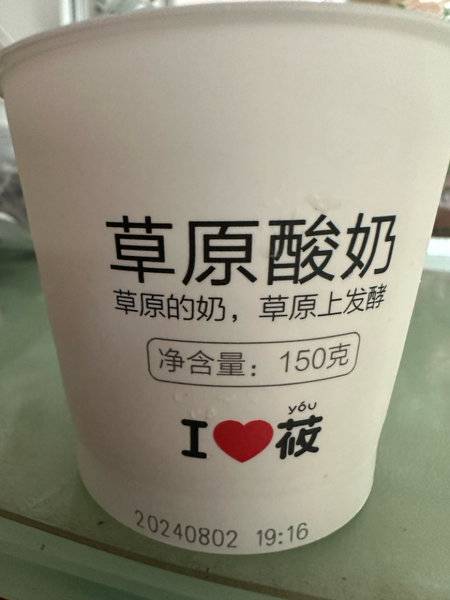 草原酸奶
草原的奶，草原上发酵
净含量：150克
yóu
I❤莜
20240802 19:16